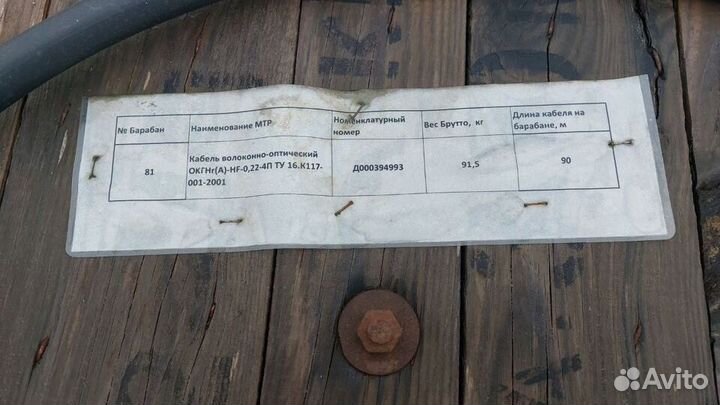 № Барабан Наименование МТР Номенклатурный номер Вес Брутто, кг Длина кабеля на барабане, м
81 Кабель волоконно-оптический ОКГНг(А)-HF-0,22-4П ТУ 16.К117-001-2001 Д000394993 91,5 90
Avito